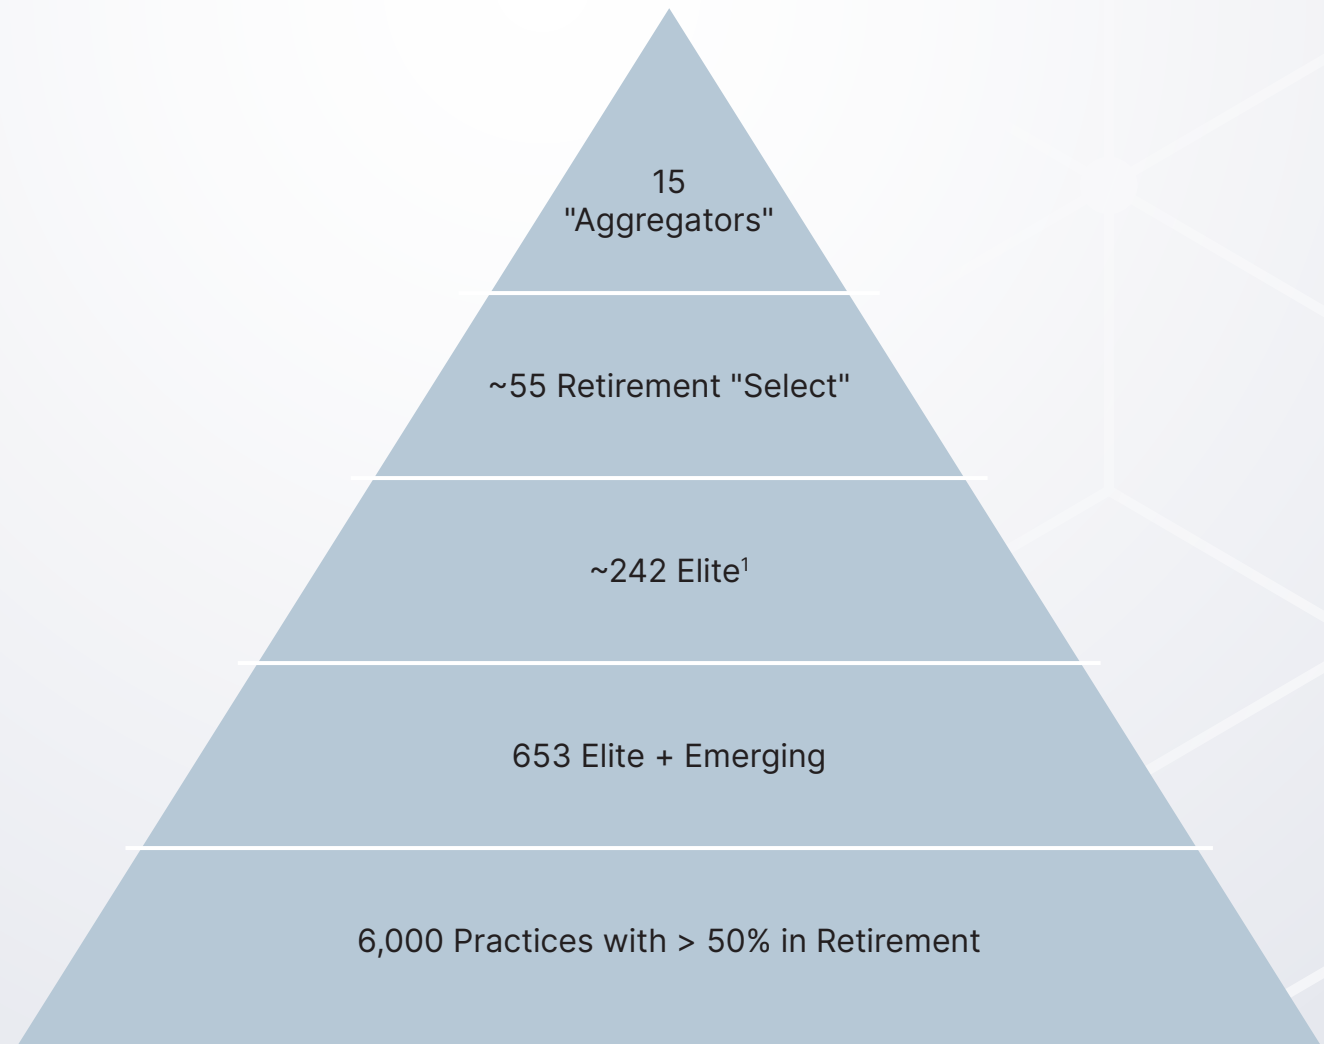 15
"Aggregators"
~55 Retirement "Select"
~242 Elite¹
653 Elite + Emerging
6,000 Practices with > 50% in Retirement